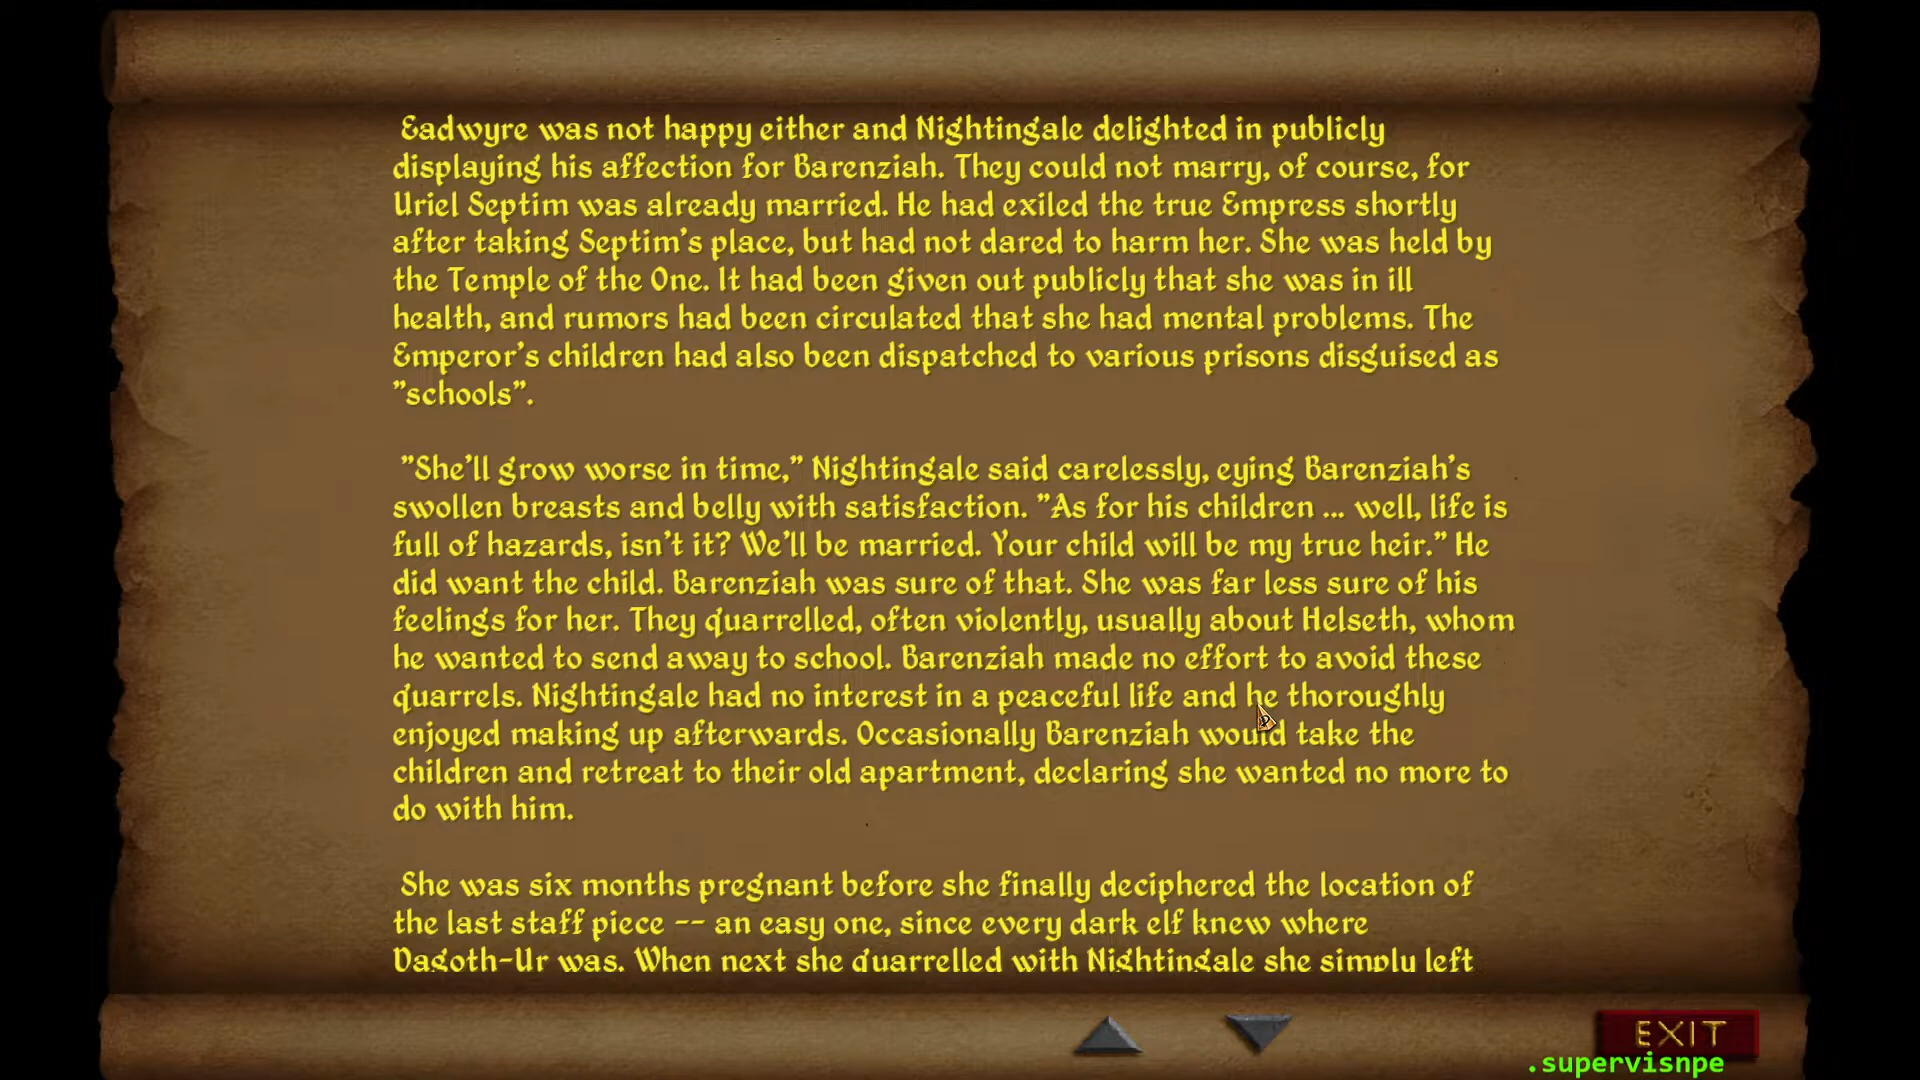 Eadwyre was not happy either and Nightingale delighted in publicly
displaying his affection for Barenziah. They could not marry, of course, for
Uriel Septim was already married. He had exiled the true Empress shortly
after taking Septim's place, but had not dared to harm her. She was held by
the Temple of the One. It had been given out publicly that she was in ill
health, and rumors had been circulated that she had mental problems. The
Emperor's children had also been dispatched to various prisons disguised as
"schools".
"She'll grow worse in time," Nightingale said carelessly, eying Barenziah's
swollen breasts and belly with satisfaction. "As for his children ... well, life is
full of hazards, isn't it? We'll be married. Your child will be my true heir." He
did want the child. Barenziah was sure of that. She was far less sure of his
feelings for her. They quarrelled, often violently, usually about Helseth, whom
he wanted to send away to school. Barenziah made no effort to avoid these
quarrels. Nightingale had no interest in a peaceful life and he thoroughly
enjoyed making up afterwards. Occasionally Barenziah would take the
children and retreat to their old apartment, declaring she wanted no more to
do with him.
She was six months pregnant before she finally deciphered the location of
the last staff piece -- an easy one, since every dark elf knew where
Dagoth-Ur was. When next she quarrelled with Nightingale she simply left
EXIT
.supervisnpe